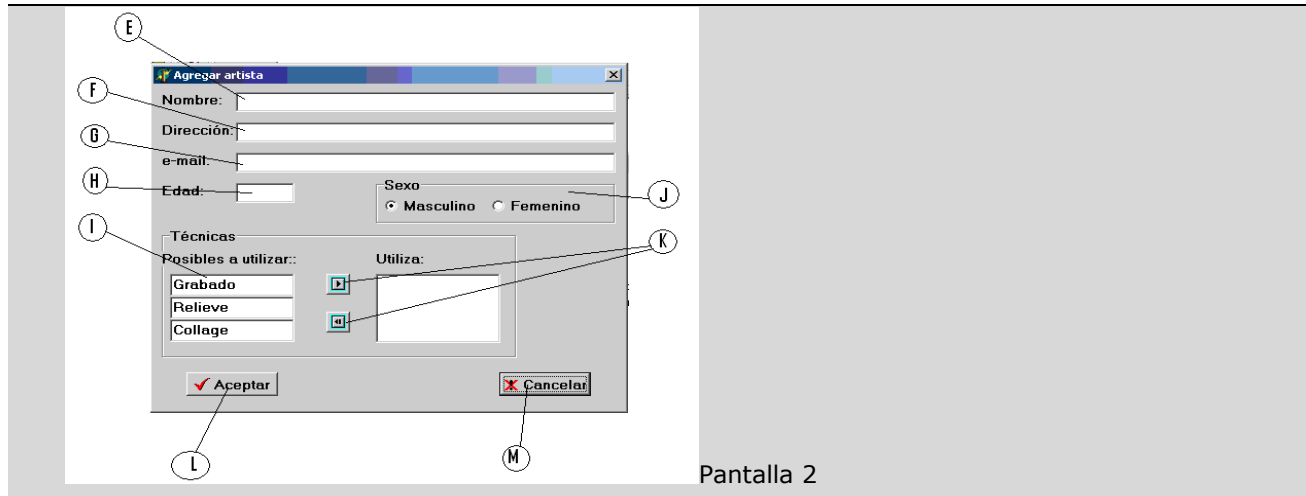 E
Agregar artista
F
Nombre:
Dirección:
G
e-mail:
H
Edad:
Sexo
J
Masculino Femenino
I
Técnicas
K
Posibles a utilizar:: Utiliza:
Grabado
Relieve
Collage
Aceptar Cancelar
L
M
Pantalla 2